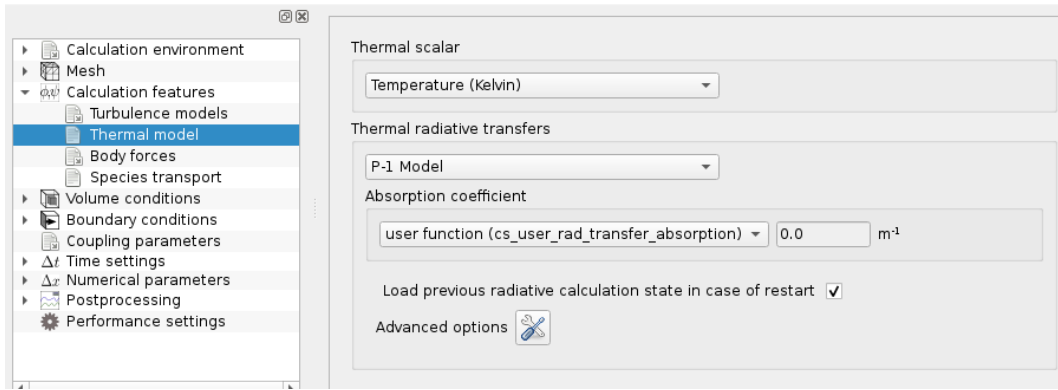 Calculation environment
Mesh
Calculation features
Turbulence models
Thermal model
Body forces
Species transport
Volume conditions
Boundary conditions
Coupling parameters
Δt Time settings
Δx Numerical parameters
Postprocessing
Performance settings
Thermal scalar
Temperature (Kelvin)
Thermal radiative transfers
P-1 Model
Absorption coefficient
user function (cs_user_rad_transfer_absorption) 0.0 m⁻¹
Load previous radiative calculation state in case of restart
Advanced options